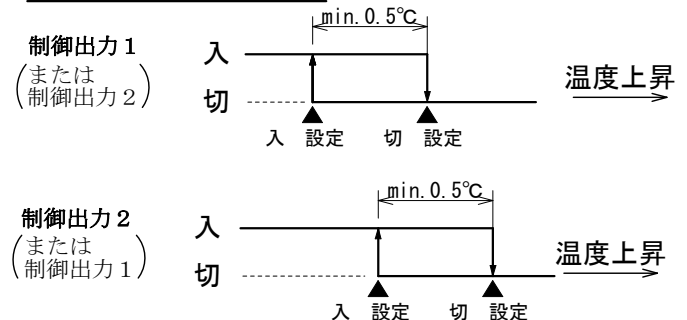 min. 0.5℃
制御出力1
(または
制御出力2)
入
切
温度上昇
入 設定 切 設定
min. 0.5℃
制御出力2
(または
制御出力1)
入
切
温度上昇
入 設定 切 設定